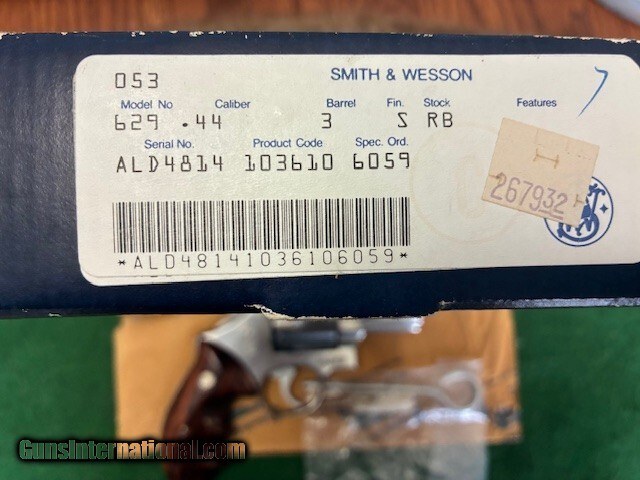 053 SMITH & WESSON
Model No Caliber Barrel Fin. Stock Features
629 .44 3 S RB 7
Serial No. Product Code Spec. Ord.
ALD4814 103610 6059
H
267932
*ALD48141036106059*
GunsInternational.com